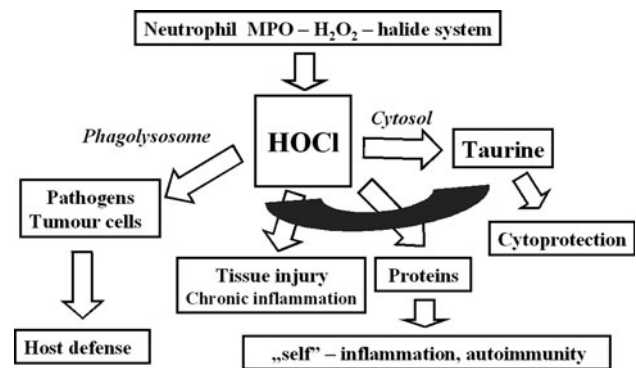 Neutrophil MPO – H₂O₂ – halide system
HOCl
Cytosol
Phagolysosome
Taurine
Pathogens
Tumour cells
Cytoprotection
Tissue injury
Chronic inflammation
Proteins
Host defense
„self” – inflammation, autoimmunity